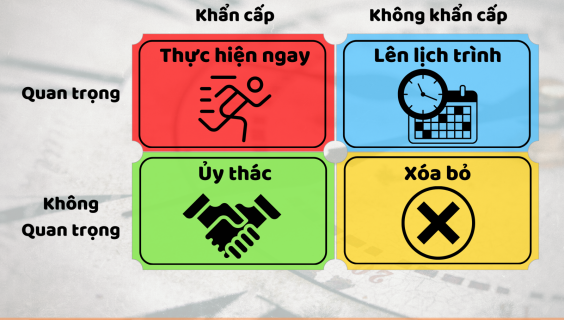 Khẩn cấp
Không khẩn cấp
Thực hiện ngay
Lên lịch trình
Quan trọng
Ủy thác
Xóa bỏ
Không
Quan trọng